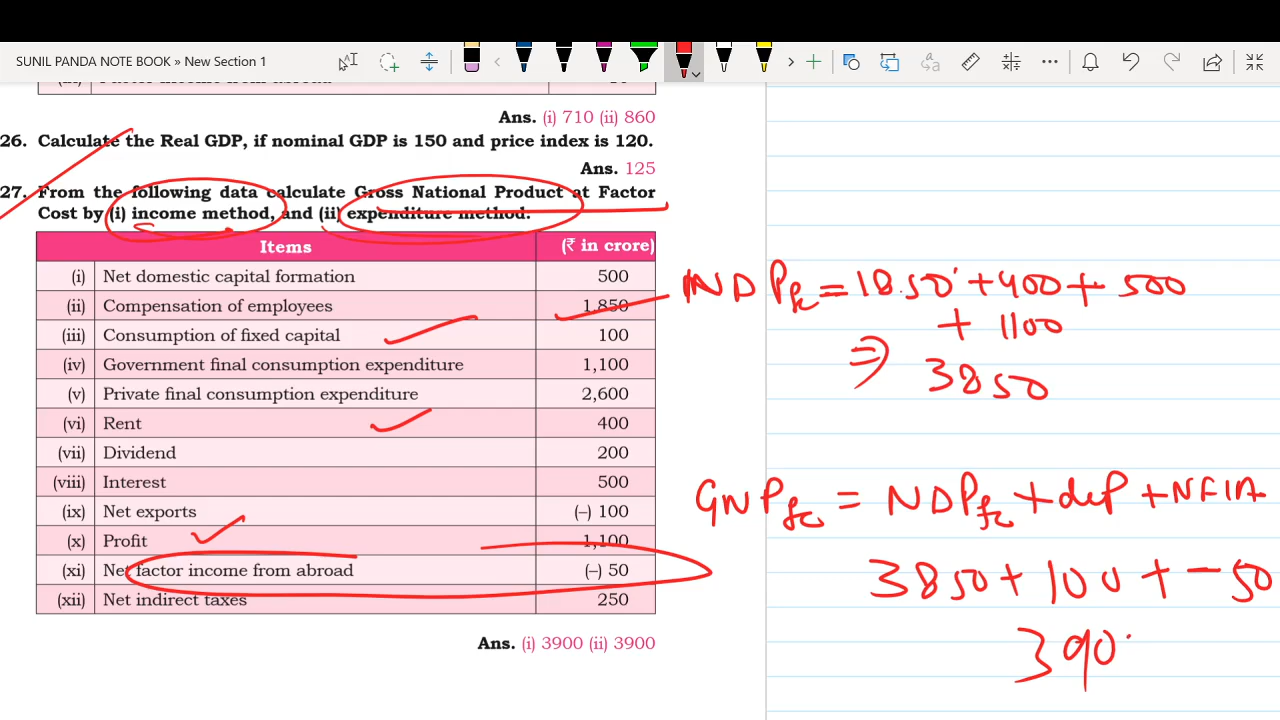 SUNIL PANDA NOTE BOOK » New Section 1
Ans. (i) 710 (ii) 860
26. Calculate the Real GDP, if nominal GDP is 150 and price index is 120.
Ans. 125
27. From the following data calculate Gross National Product at Factor
Cost by (i) income method, and (ii) expenditure method:
Items (₹ in crore)
(i) Net domestic capital formation 500
(ii) Compensation of employees 1,850
(iii) Consumption of fixed capital 100
(iv) Government final consumption expenditure 1,100
(v) Private final consumption expenditure 2,600
(vi) Rent 400
(vii) Dividend 200
(viii) Interest 500
(ix) Net exports (–) 100
(x) Profit 1,100
(xi) Net factor income from abroad (–) 50
(xii) Net indirect taxes 250
Ans. (i) 3900 (ii) 3900
NDPfc = 1850 + 400 + 500
+ 1100
⇒ 3850
GNPfc = NDPfc + dep + NFIA
3850 + 100 + - 50
390